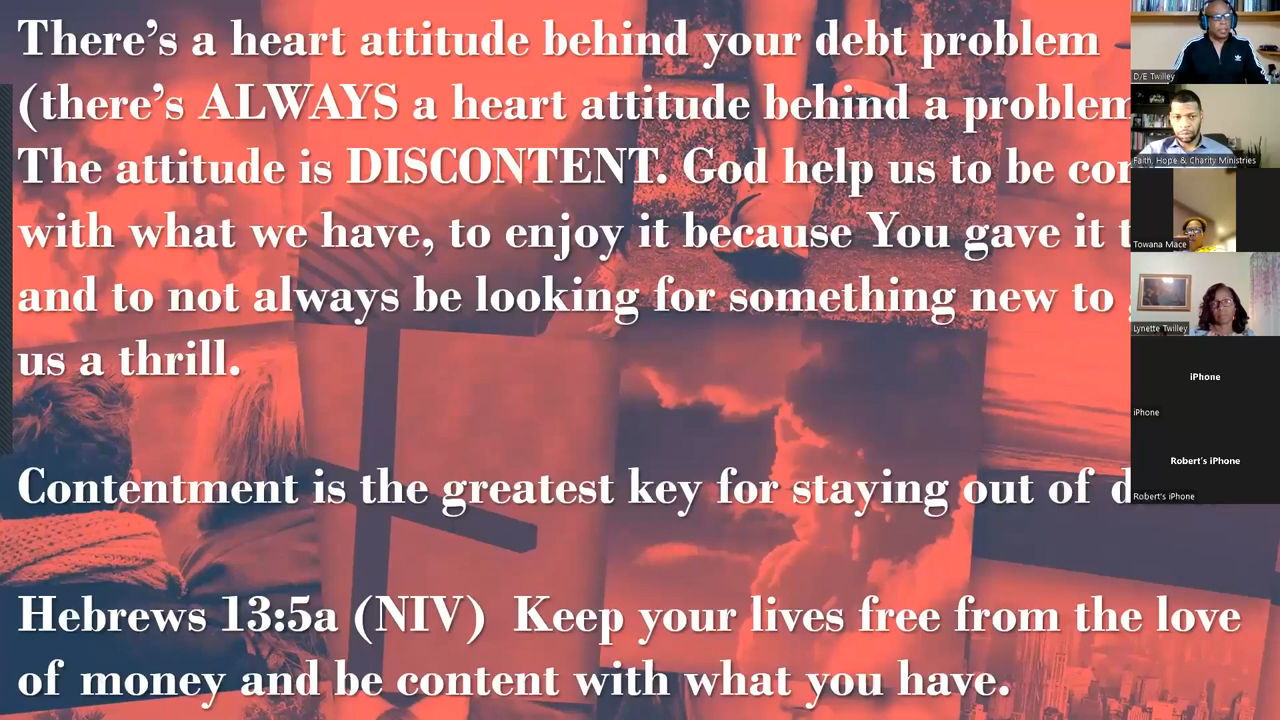 There’s a heart attitude behind your debt problem
(there’s ALWAYS a heart attitude behind a problem
The attitude is DISCONTENT. God help us to be
with what we have, to enjoy it because You gave it
and to not always be looking for something new to
us a thrill.
Contentment is the greatest key for staying out of
Hebrews 13:5a (NIV) Keep your lives free from the love
of money and be content with what you have.
D/E Twilley
Faith, Hope & Charity Ministries
Towana Mace
Lynette Twilley
iPhone
iPhone
Robert's iPhone
Robert's iPhone